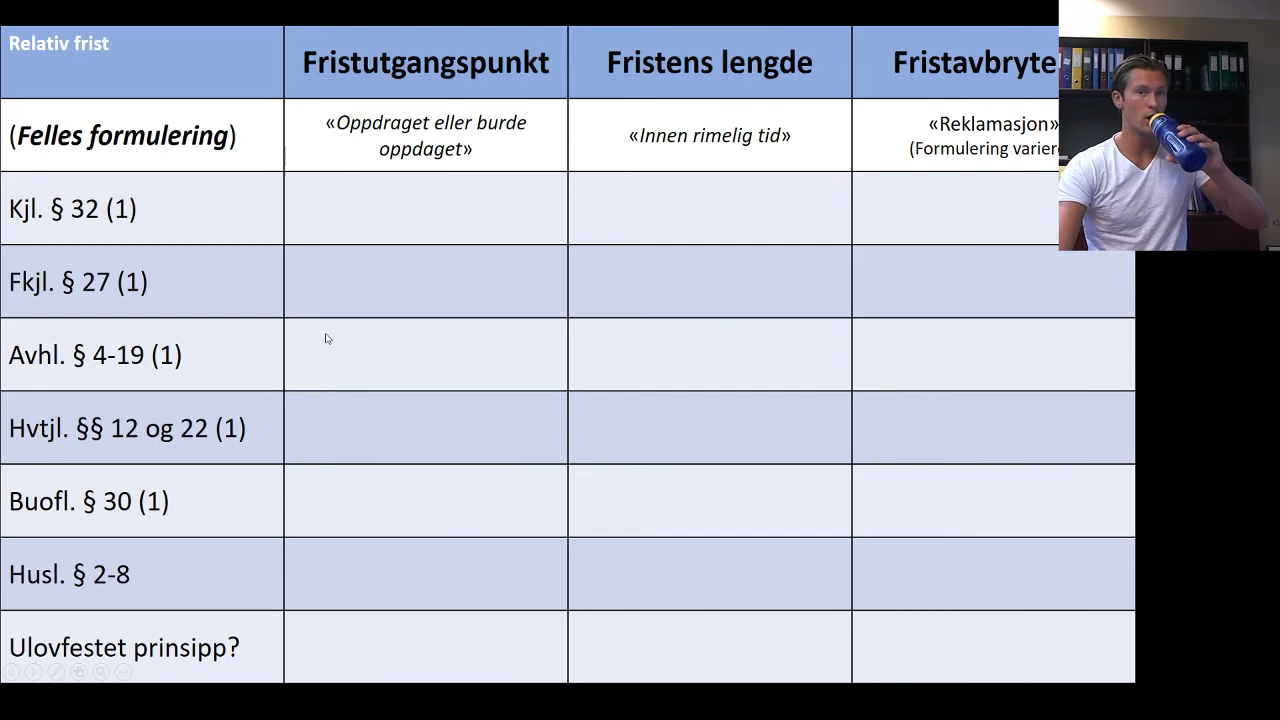 Relativ frist
Fristutgangspunkt
Fristens lengde
Fristavbryte
(Felles formulering)
«Oppdraget eller burde
oppdaget»
«Innen rimelig tid»
«Reklamasjon»
(Formulering variere
Kjl. § 32 (1)
Fkjl. § 27 (1)
Avhl. § 4-19 (1)
Hvtjl. §§ 12 og 22 (1)
Buofl. § 30 (1)
Husl. § 2-8
Ulovfestet prinsipp?